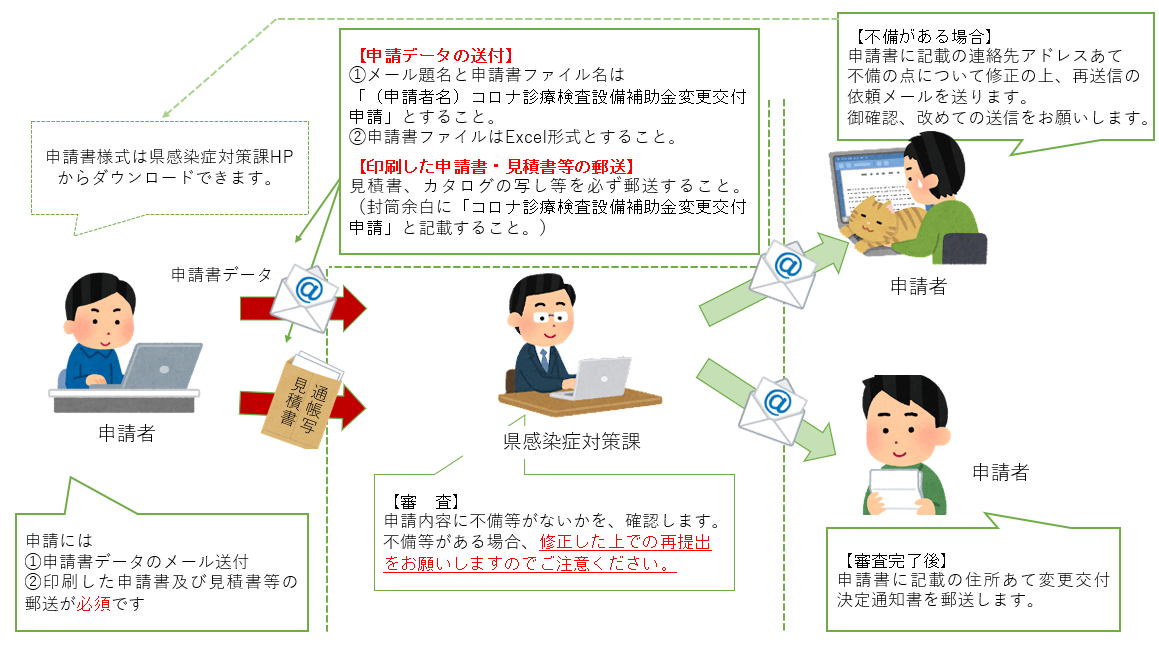 申請書様式は県感染症対策課HP
からダウンロードできます。
【申請データの送付】
①メール題名と申請書ファイル名は
「（申請者名）コロナ診療検査設備補助金変更交付
申請」とすること。
②申請書ファイルはExcel形式とすること。
【印刷した申請書・見積書等の郵送】
見積書、カタログの写し等を必ず郵送すること。
（封筒余白に「コロナ診療検査設備補助金変更交付
申請」と記載すること。）
【不備がある場合】
申請書に記載の連絡先アドレスあて
不備の点について修正の上、再送信の
依頼メールを送ります。
御確認、改めての送信をお願いします。
申請書データ
@
通帳写
見積書
申請者
県感染症対策課
@
申請者
@
申請者
申請には
①申請書データのメール送付
②印刷した申請書及び見積書等の
郵送が必須です
【審　査】
申請内容に不備等がないかを、確認します。
不備等がある場合、修正した上での再提出
をお願いしますのでご注意ください。
【審査完了後】
申請書に記載の住所あて変更交付
決定通知書を郵送します。